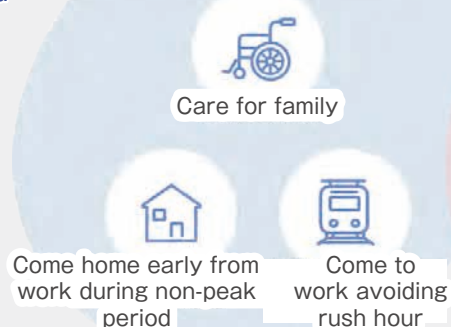 Care for family
Come home early from
work during non-peak
period
Come to
work avoiding
rush hour